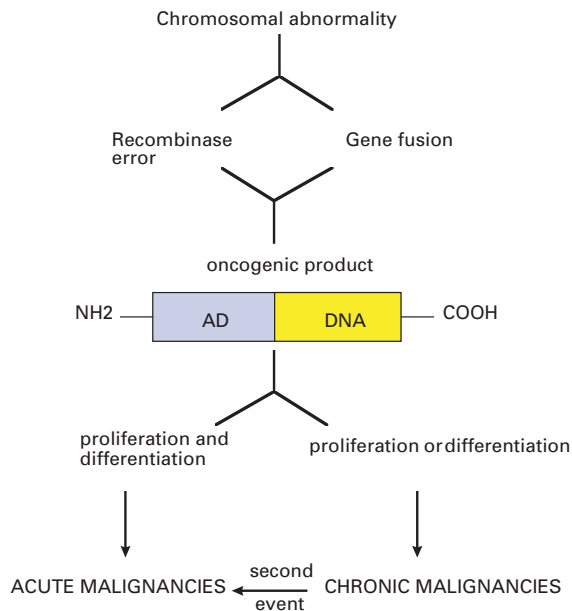 Chromosomal abnormality
Recombinase
error
Gene fusion
oncogenic product
NH2
AD
DNA
COOH
proliferation and
differentiation
proliferation or differentiation
ACUTE MALIGNANCIES
second
event
CHRONIC MALIGNANCIES